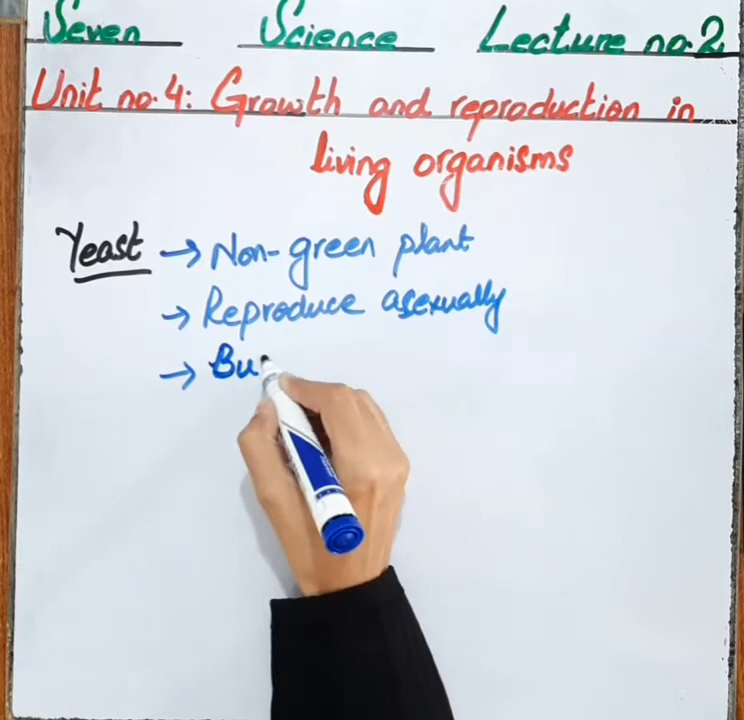 Seven Science Lecture no.2
Unit no.4: Growth and reproduction in
living organisms
Yeast → Non-green plant
→ Reproduce asexually
→ Bu